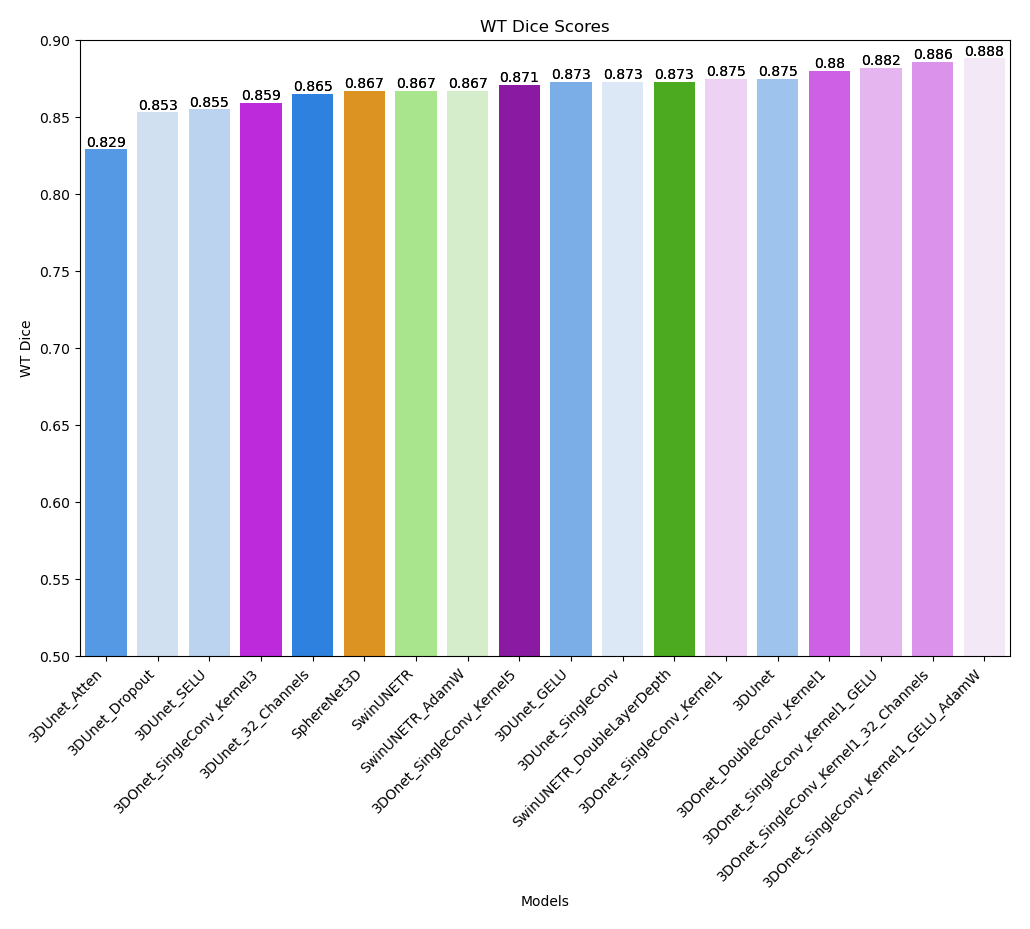 WT Dice Scores
WT Dice
0.90
0.85
0.80
0.75
0.70
0.65
0.60
0.55
0.50
0.829
0.853
0.855
0.859
0.865
0.867
0.867
0.867
0.871
0.873
0.873
0.873
0.875
0.875
0.88
0.882
0.886
0.888
3DUnet_Atten
3DUnet_Dropout
3DUnet_SELU
3DOnet_SingleConv_Kernel3
3DUnet_32_Channels
SphereNet3D
SwinUNETR
SwinUNETR_AdamW
3DOnet_SingleConv_Kernel5
3DUnet_GELU
3DUnet_SingleConv
SwinUNETR_DoubleLayerDepth
3DOnet_SingleConv_Kernel1
3DUnet
3DOnet_DoubleConv_Kernel1
3DOnet_SingleConv_Kernel1_GELU
3DOnet_SingleConv_Kernel1_32_Channels
3DOnet_SingleConv_Kernel1_GELU_AdamW
Models